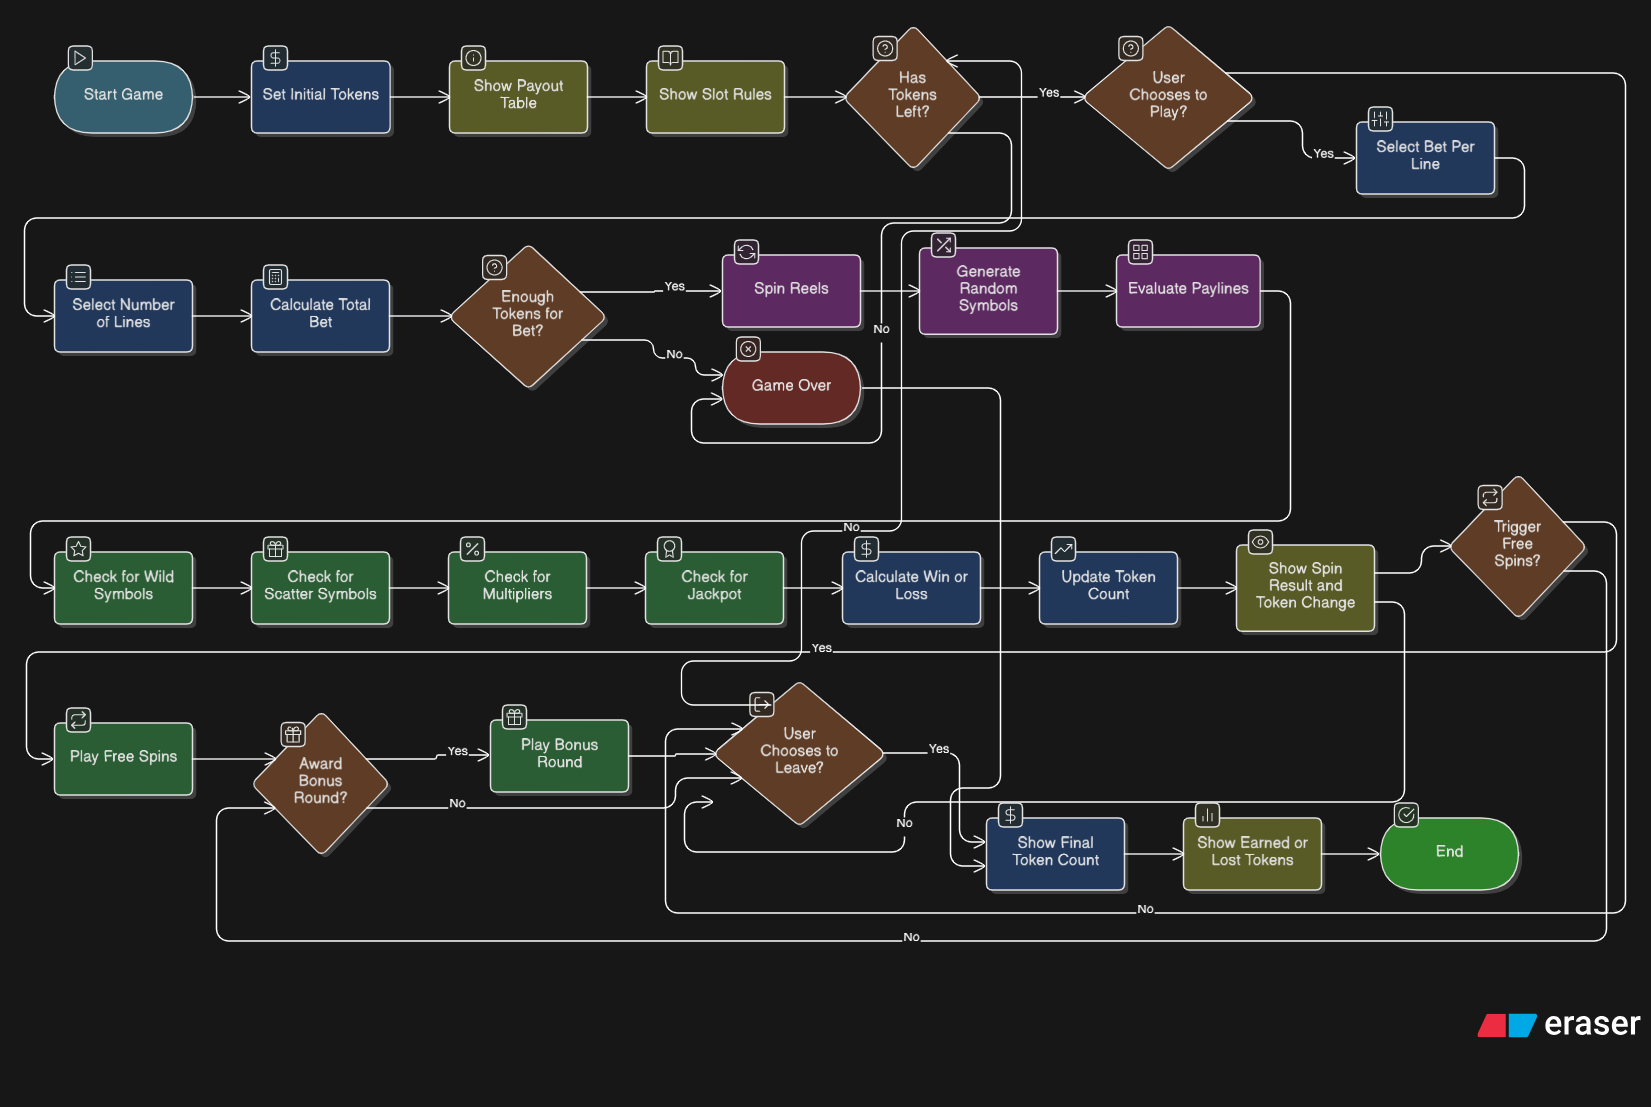 Start Game
Set Initial Tokens
Show Payout
Table
Show Slot Rules
Has
Tokens
Left?
Yes
User
Chooses to
Play?
Yes
Select Bet Per
Line
Select Number
of Lines
Calculate Total
Bet
Enough
Tokens for
Bet?
Yes
No
Spin Reels
Game Over
No
Generate
Random
Symbols
Evaluate Paylines
No
Check for Wild
Symbols
Check for
Scatter Symbols
Check for
Multipliers
Check for
Jackpot
Calculate Win or
Loss
Update Token
Count
Show Spin
Result and
Token Change
Trigger
Free
Spins?
Yes
Play Free Spins
Award
Bonus
Round?
Yes
No
Play Bonus
Round
User
Chooses to
Leave?
Yes
No
Show Final
Token Count
Show Earned or
Lost Tokens
End
No
No
eraser